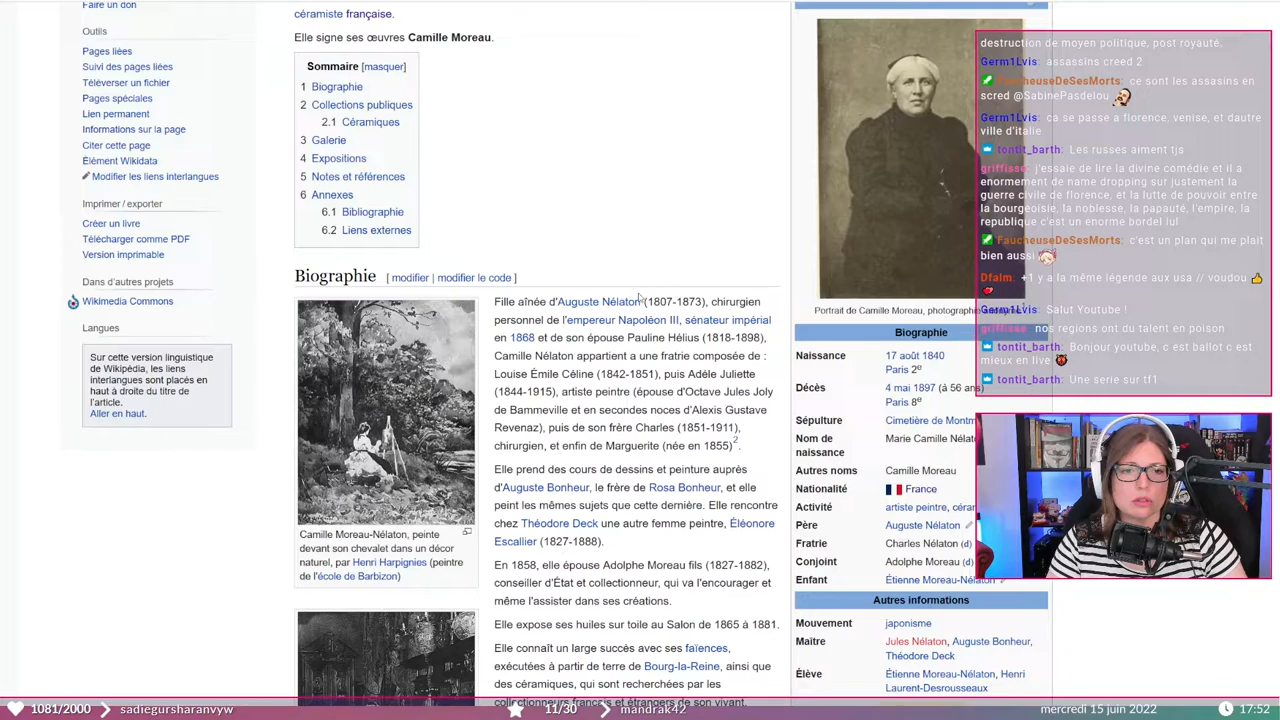 Faire un don
Outils
Pages liées
Suivi des pages liées
Téléverser un fichier
Pages spéciales
Lien permanent
Informations sur la page
Citer cette page
Élément Wikidata
Modifier les liens interlangues
Imprimer / exporter
Créer un livre
Télécharger comme PDF
Version imprimable
Dans d'autres projets
Wikimedia Commons
Langues
Sur cette version linguistique
de Wikipédia, les liens
interlangues sont placés en
haut à droite du titre de
l'article.
Aller en haut.
céramiste française.
Elle signe ses œuvres Camille Moreau.
Sommaire [masquer]
1 Biographie
2 Collections publiques
2.1 Céramiques
3 Galerie
4 Expositions
5 Notes et références
6 Annexes
6.1 Bibliographie
6.2 Liens externes
Biographie [ modifier | modifier le code ]
Camille Moreau-Nélaton, peinte
devant son chevalet dans un décor
naturel, par Henri Harpignies (peintre
de l'école de Barbizon)
Fille aînée d'Auguste Nélaton (1807-1873), chirurgien
personnel de l'empereur Napoléon III, sénateur impérial
en 1868 et de son épouse Pauline Hélius (1818-1898),
Camille Nélaton appartient a une fratrie composée de :
Louise Émile Céline (1842-1851), puis Adéle Juliette
(1844-1915), artiste peintre (épouse d'Octave Jules Joly
de Bammeville et en secondes noces d'Alexis Gustave
Revenaz), puis de son frère Charles (1851-1911),
chirurgien, et enfin de Marguerite (née en 1855)2.
Elle prend des cours de dessins et peinture auprès
d'Auguste Bonheur, le frère de Rosa Bonheur, et elle
peint les mêmes sujets que cette dernière. Elle rencontre
chez Théodore Deck une autre femme peintre, Éléonore
Escallier (1827-1888).
En 1858, elle épouse Adolphe Moreau fils (1827-1882),
conseiller d'État et collectionneur, qui va l'encourager et
même l'assister dans ses créations.
Elle expose ses huiles sur toile au Salon de 1865 à 1881.
Elle connaît un large succès avec ses faïences,
exécutées à partir de terre de Bourg-la-Reine, ainsi que
des céramiques, qui sont recherchées par les
collectionneurs français et étrangers de son vivant.
Portrait de Camille Moreau, photographie anonyme.
Biographie
Naissance 17 août 1840
Paris 2e
Décès 4 mai 1897 (à 56 ans)
Paris 8e
Sépulture Cimetière de Montm
Nom de
naissance
Marie Camille Nélat
Autres noms Camille Moreau
Nationalité France
Activité artiste peintre, cérar
Père Auguste Nélaton
Fratrie Charles Nélaton (d)
Conjoint Adolphe Moreau (d)
Enfant Étienne Moreau-Nélaton
Autres informations
Mouvement japonisme
Maître Jules Nélaton, Auguste Bonheur,
Théodore Deck
Élève Étienne Moreau-Nélaton, Henri
Laurent-Desrousseaux
destruction de moyen politique, post royauté.
Germ1Lvis: assassins creed 2
FaucheuseDeSesMorts: ce sont les assasins en
scred @SabinePasdelou
Germ1Lvis: ca se passe a florence, venise, et dautre
ville d'italie
tontit_barth: Les russes aiment tjs
griffisse: j'essaie de lire la divine comédie et il a
enormement de name dropping sur justement la
guerre civile de florence, et la lutte de pouvoir entre
la bourgeoisie, la noblesse, la papauté, l'empire, la
republique c'est un enorme bordel lul
FaucheuseDeSesMorts: c'est un plan qui me plait
bien aussi
Dfalm: +1 y a la même légende aux usa // voudou
Germ1Lvis: Salut Youtube !
griffisse: nos regions ont du talent en poison
tontit_barth: Bonjour youtube, c est ballot c est
mieux en live
tontit_barth: Une serie sur tf1
1081/2000 sadiegursharanvyw 11/30 mandrak42 mercredi 15 juin 2022 17:52